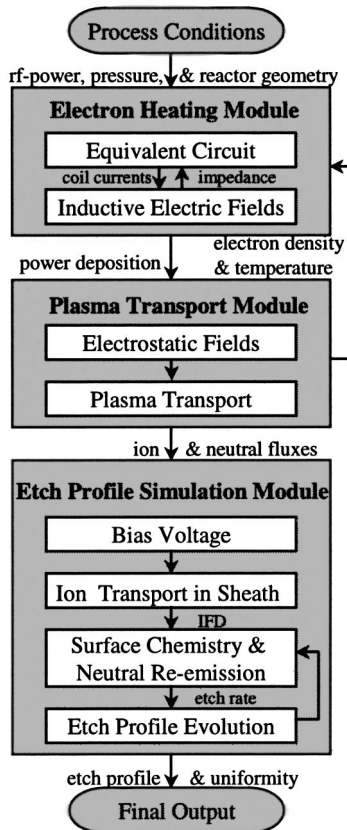 Process Conditions
rf-power, pressure, & reactor geometry
Electron Heating Module
Equivalent Circuit
coil currents impedance
Inductive Electric Fields
electron density
power deposition & temperature
Plasma Transport Module
Electrostatic Fields
Plasma Transport
ion & neutral fluxes
Etch Profile Simulation Module
Bias Voltage
Ion Transport in Sheath
IFD
Surface Chemistry &
Neutral Re-emission
etch rate
Etch Profile Evolution
etch profile & uniformity
Final Output